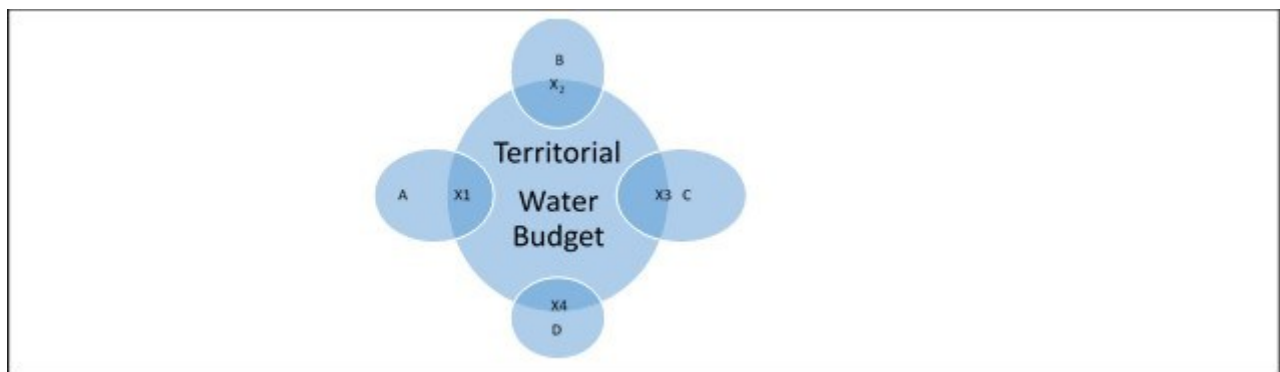 B
X₂
Territorial
A X1 Water X3 C
Budget
X4
D